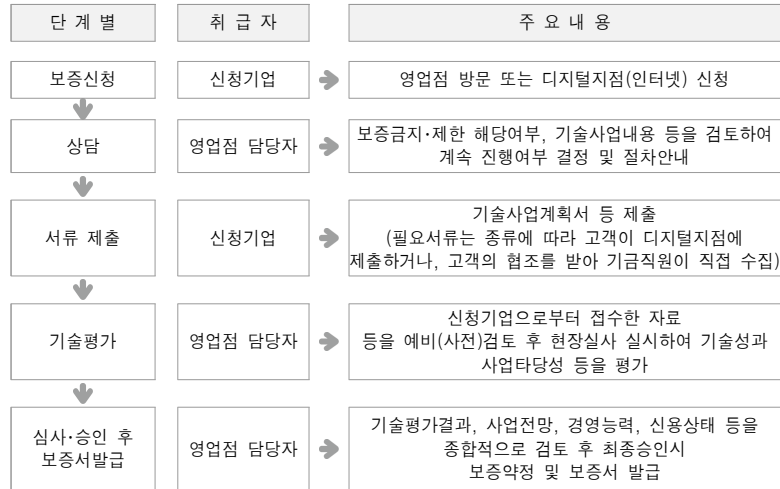 단 계 별
취 급 자
주 요 내 용
보증신청
신청기업
영업점 방문 또는 디지털지점(인터넷) 신청
상담
영업점 담당자
보증금지·제한 해당여부, 기술사업내용 등을 검토하여
계속 진행여부 결정 및 절차안내
서류 제출
신청기업
기술사업계획서 등 제출
(필요서류는 종류에 따라 고객이 디지털지점에
제출하거나, 고객의 협조를 받아 기금직원이 직접 수집)
기술평가
영업점 담당자
신청기업으로부터 접수한 자료
등을 예비(사전)검토 후 현장실사 실시하여 기술성과
사업타당성 등을 평가
심사·승인 후
보증서발급
영업점 담당자
기술평가결과, 사업전망, 경영능력, 신용상태 등을
종합적으로 검토 후 최종승인시
보증약정 및 보증서 발급